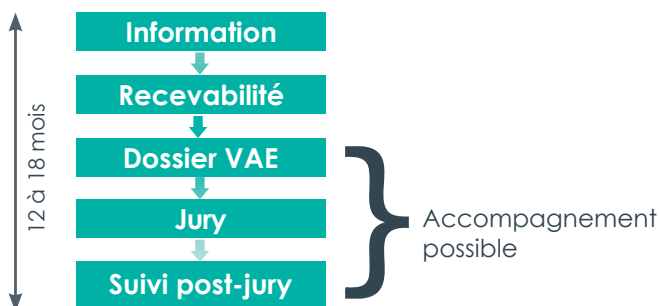 12 à 18 mois
Information
Recevabilité
Dossier VAE
Jury
Suivi post-jury
Accompagnement
possible